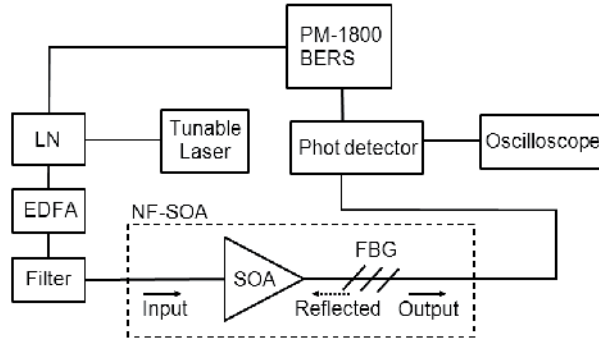 PM-1800
BERS
LN
Tunable
Laser
Phot detector
Oscilloscope
EDFA
NF-SOA
Filter
SOA
FBG
Input
Reflected
Output